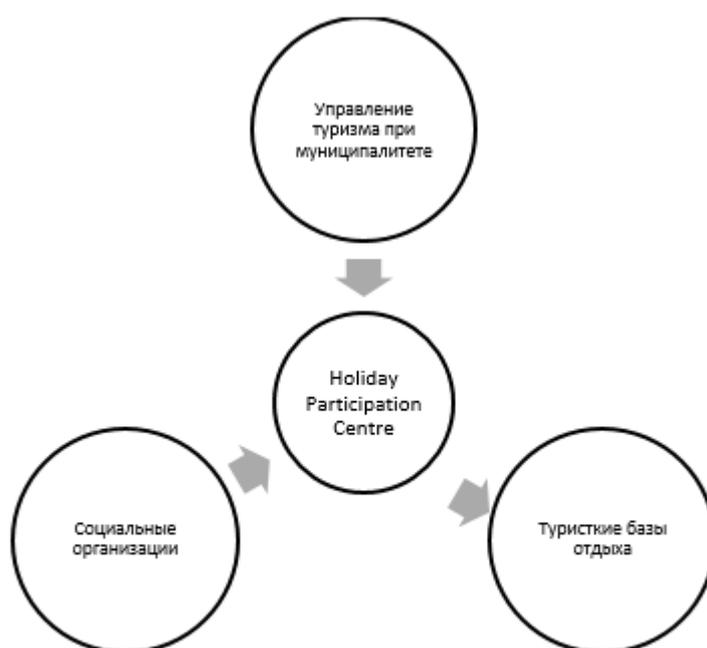 Управление
туризма при
муниципалитете
Holiday
Participation
Centre
Социальные
организации
Туристкие базы
отдыха